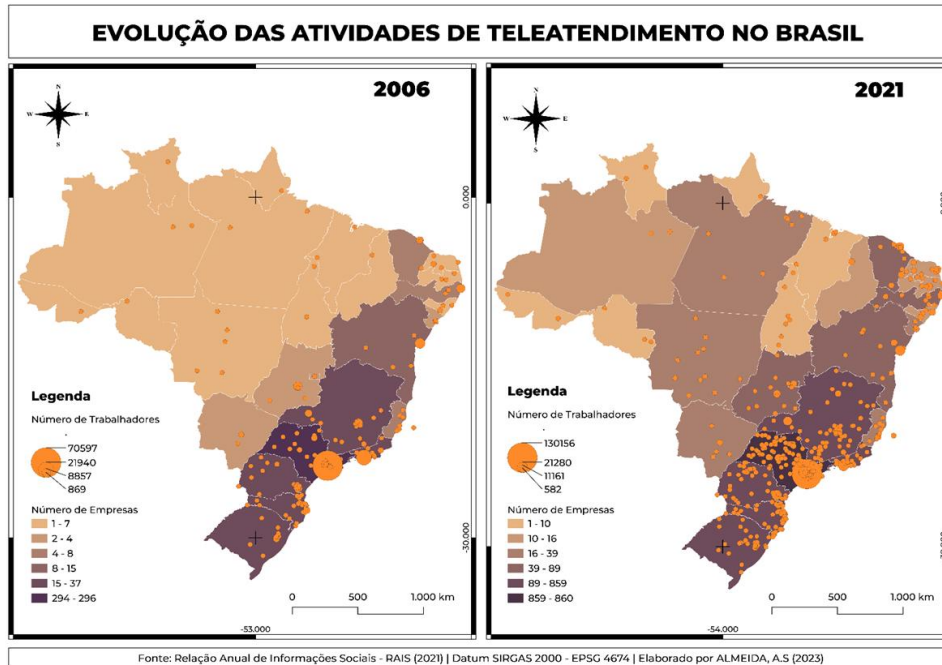 EVOLUÇÃO DAS ATIVIDADES DE TELEATENDIMENTO NO BRASIL
2006
N
W E
S
0.000
-30.000
-53.000
Legenda
Número de Trabalhadores
70597
21940
8857
869
Número de Empresas
1 - 7
2 - 4
4 - 8
8 - 15
15 - 37
294 - 296
0 500 1.000 km
2021
N
W E
S
-54.000
Legenda
Número de Trabalhadores
130156
21280
11161
582
Número de Empresas
1 - 10
10 - 16
16 - 39
39 - 89
89 - 859
859 - 860
0 500 1.000 km
Fonte: Relação Anual de Informações Sociais - RAIS (2021) | Datum SIRGAS 2000 - EPSG 4674 | Elaborado por ALMEIDA, A.S (2023)